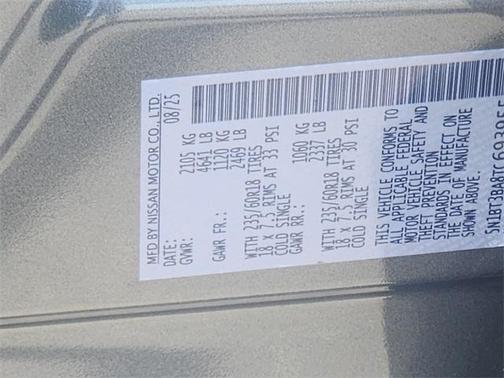 MFD BY NISSAN MOTOR CO., LTD.
DATE: 08/25
GVWR: 2105 KG
4641 LB
GAWR FR.: 1120 KG
2469 LB
WITH 235/60R18 TIRES
18 X 7.5 RIMS AT 33 PSI
COLD SINGLE
GAWR RR.: 1060 KG
2337 LB
WITH 235/60R18 TIRES
18 X 7.5 RIMS AT 30 PSI
COLD SINGLE
THIS VEHICLE CONFORMS TO
ALL APPLICABLE FEDERAL
MOTOR VEHICLE SAFETY AND
THEFT PREVENTION
STANDARDS IN EFFECT ON
THE DATE OF MANUFACTURE